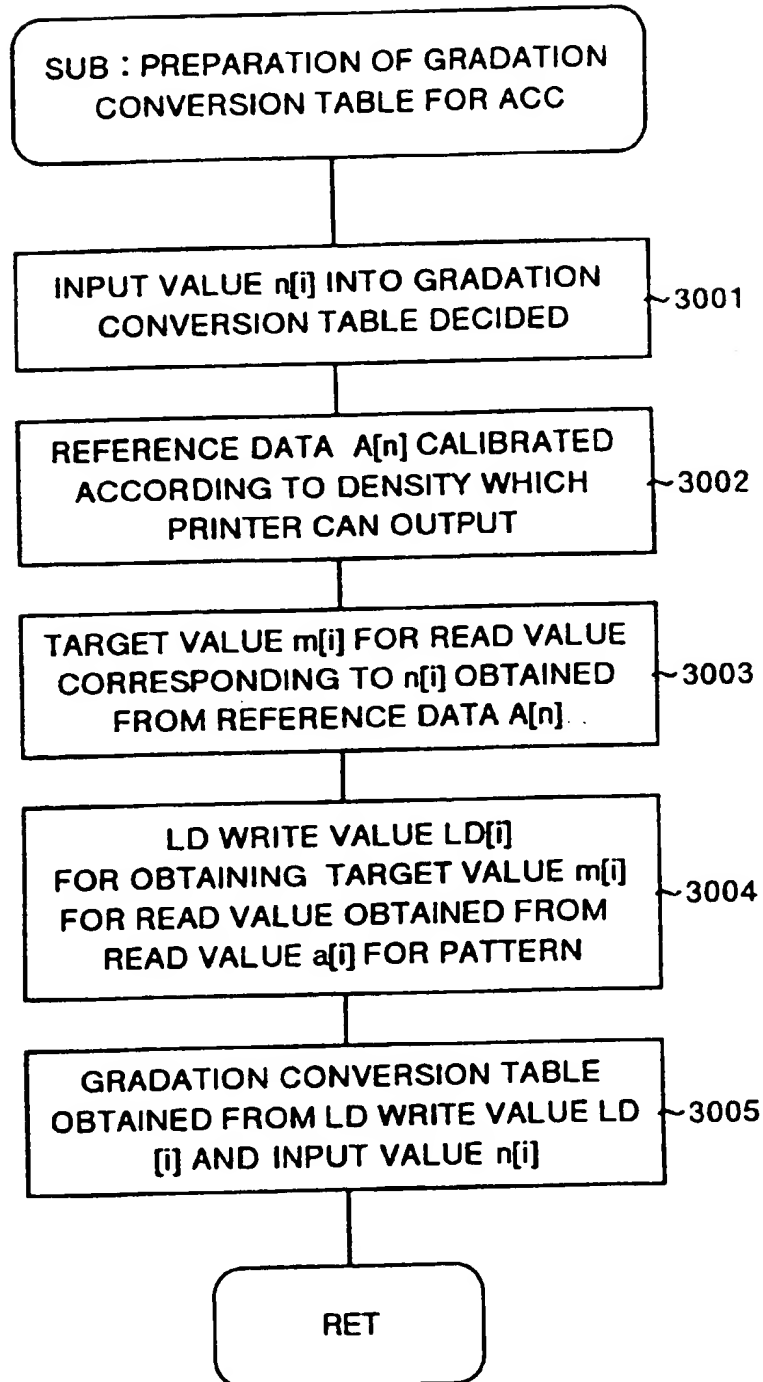 SUB : PREPARATION OF GRADATION
CONVERSION TABLE FOR ACC
INPUT VALUE n[i] INTO GRADATION
CONVERSION TABLE DECIDED
3001
REFERENCE DATA A[n] CALIBRATED
ACCORDING TO DENSITY WHICH
PRINTER CAN OUTPUT
3002
TARGET VALUE m[i] FOR READ VALUE
CORRESPONDING TO n[i] OBTAINED
FROM REFERENCE DATA A[n]
3003
LD WRITE VALUE LD[i]
FOR OBTAINING TARGET VALUE m[i]
FOR READ VALUE OBTAINED FROM
READ VALUE a[i] FOR PATTERN
3004
GRADATION CONVERSION TABLE
OBTAINED FROM LD WRITE VALUE LD
[i] AND INPUT VALUE n[i]
3005
RET